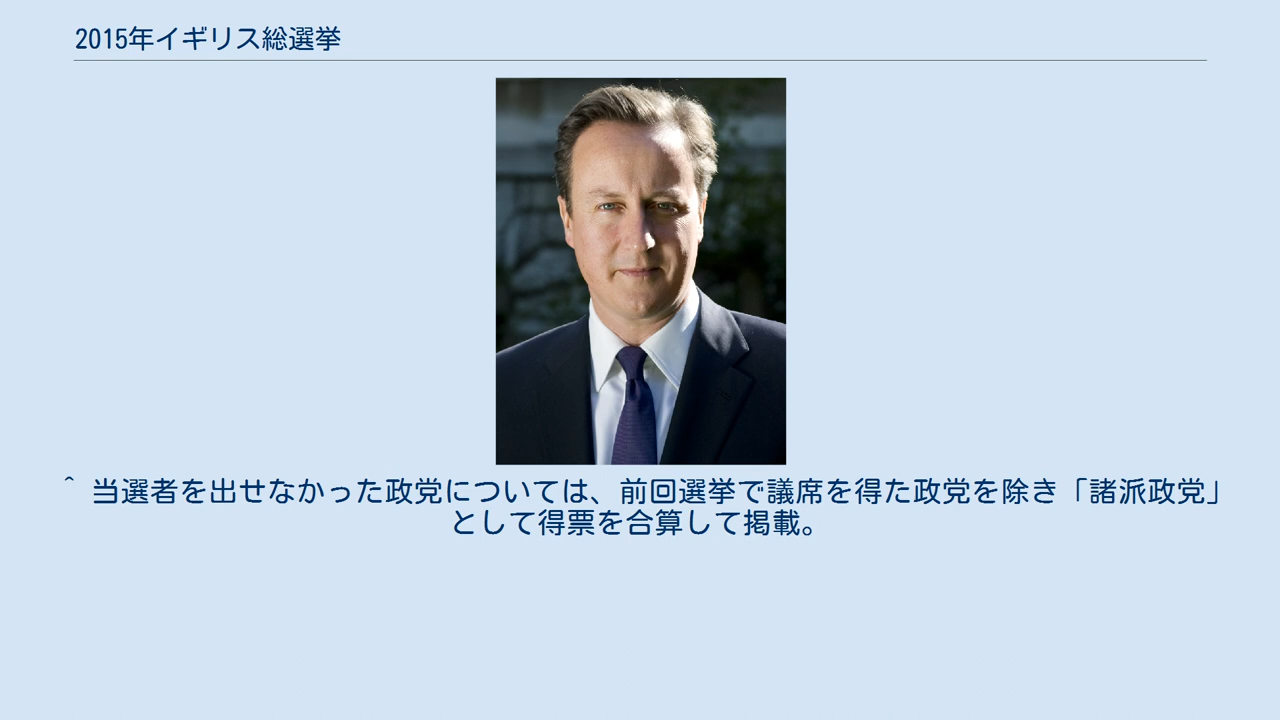 2015年イギリス総選挙
^ 当選者を出せなかった政党については、前回選挙で議席を得た政党を除き「諸派政党」
として得票を合算して掲載。